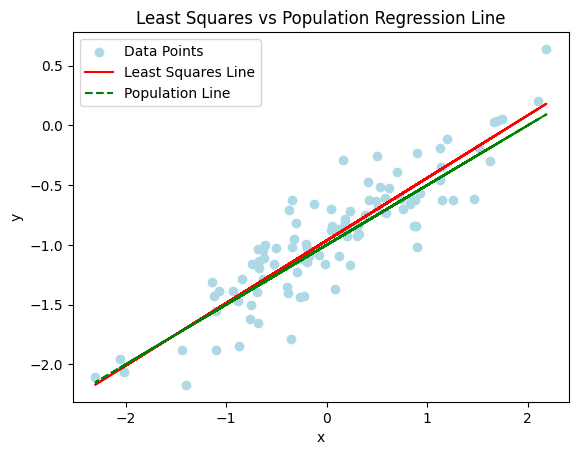 Least Squares vs Population Regression Line
Data Points
Least Squares Line
Population Line
0.5
0.0
−0.5
−1.0
−1.5
−2.0
y
−2 −1 0 1 2
x